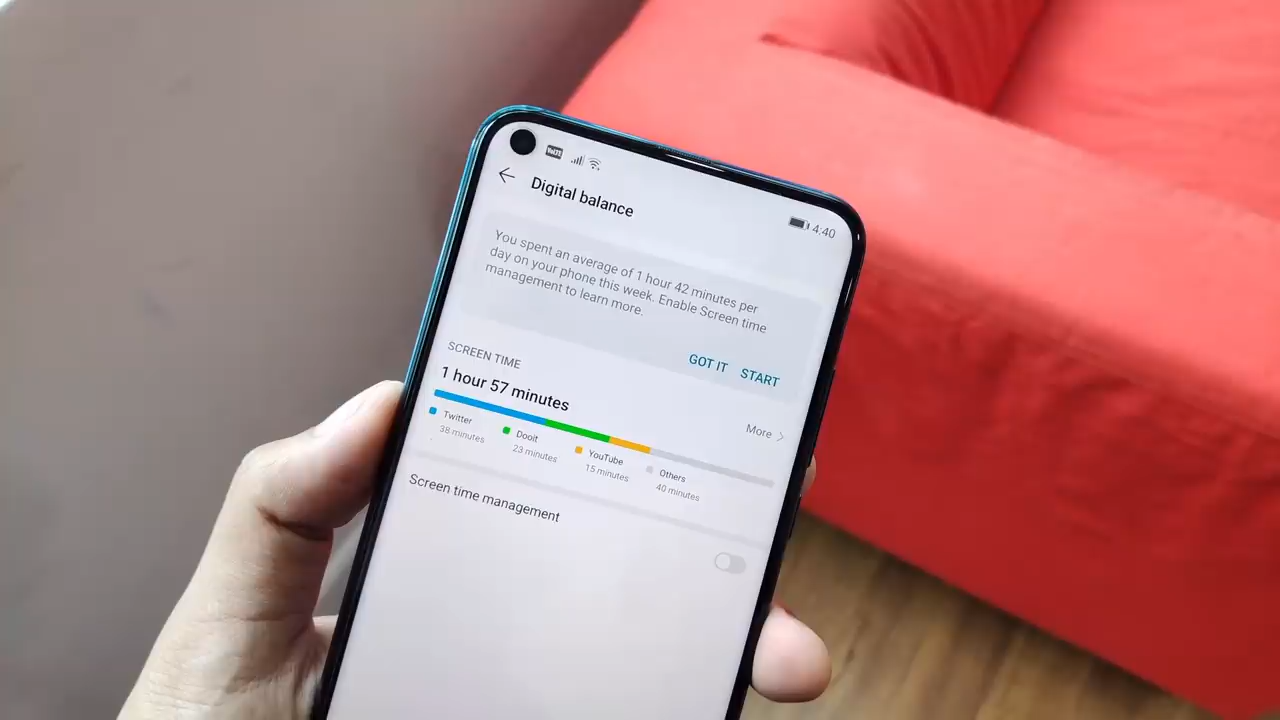 VoLTE
4:40
Digital balance
You spent an average of 1 hour 42 minutes per
day on your phone this week. Enable Screen time
management to learn more.
GOT IT START
SCREEN TIME
1 hour 57 minutes
More
Twitter
38 minutes
Dooit
23 minutes
YouTube
15 minutes
Others
40 minutes
Screen time management